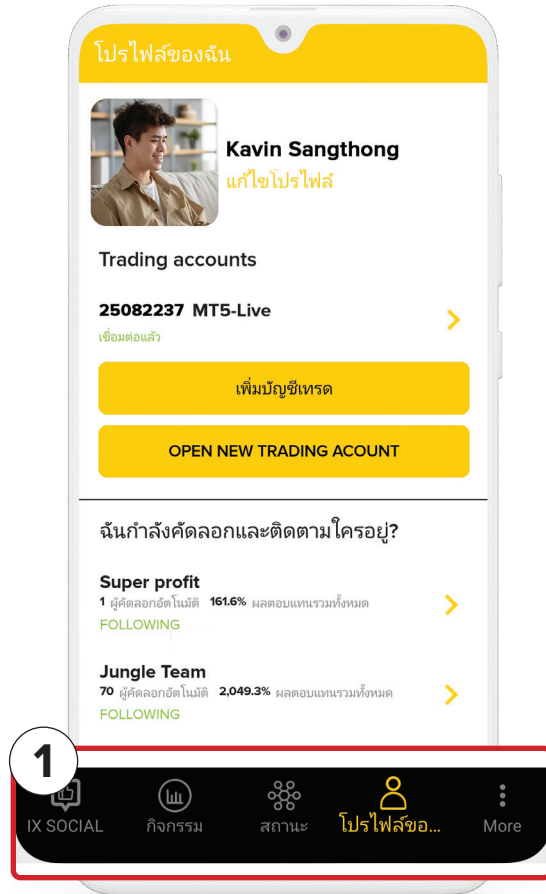 โปรไฟล์ของฉัน
Kavin Sangthong
แก้ไขโปรไฟล์
Trading accounts
25082237 MT5-Live
เชื่อมต่อแล้ว
เพิ่มบัญชีเทรด
OPEN NEW TRADING ACOUNT
ฉันกำลังคัดลอกและติดตามใครอยู่?
Super profit
1 ผู้คัดลอกอัตโนมัติ 161.6% ผลตอบแทนรวมทั้งหมด
FOLLOWING
Jungle Team
70 ผู้คัดลอกอัตโนมัติ 2,049.3% ผลตอบแทนรวมทั้งหมด
FOLLOWING
1
IX SOCIAL กิจกรรม สถานะ โปรไฟล์ขอ... More